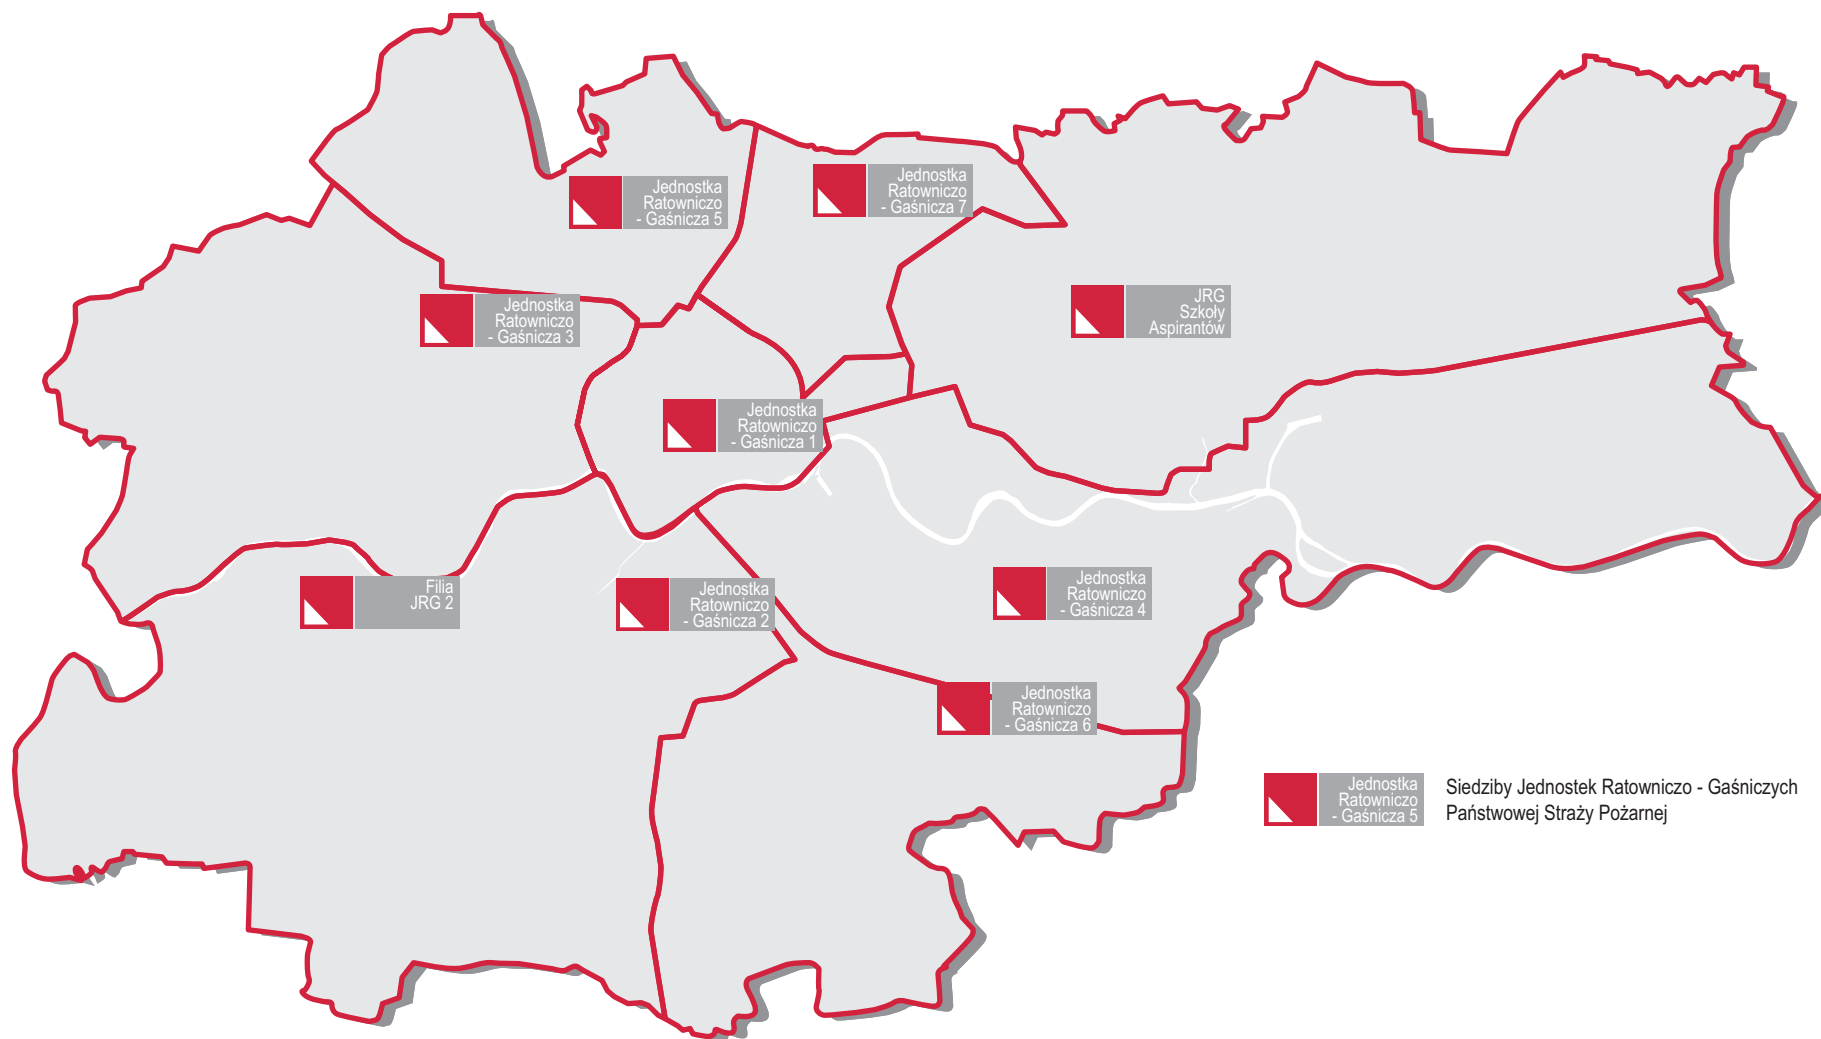 Jednostka
Ratowniczo
- Gaśnicza 5
Jednostka
Ratowniczo
- Gaśnicza 7
Jednostka
Ratowniczo
- Gaśnicza 3
JRG
Szkoły
Aspirantów
Jednostka
Ratowniczo
- Gaśnicza 1
Filia
JRG 2
Jednostka
Ratowniczo
- Gaśnicza 2
Jednostka
Ratowniczo
- Gaśnicza 4
Jednostka
Ratowniczo
- Gaśnicza 6
Jednostka
Ratowniczo
- Gaśnicza 5
Siedziby Jednostek Ratowniczo - Gaśniczych
Państwowej Straży Pożarnej